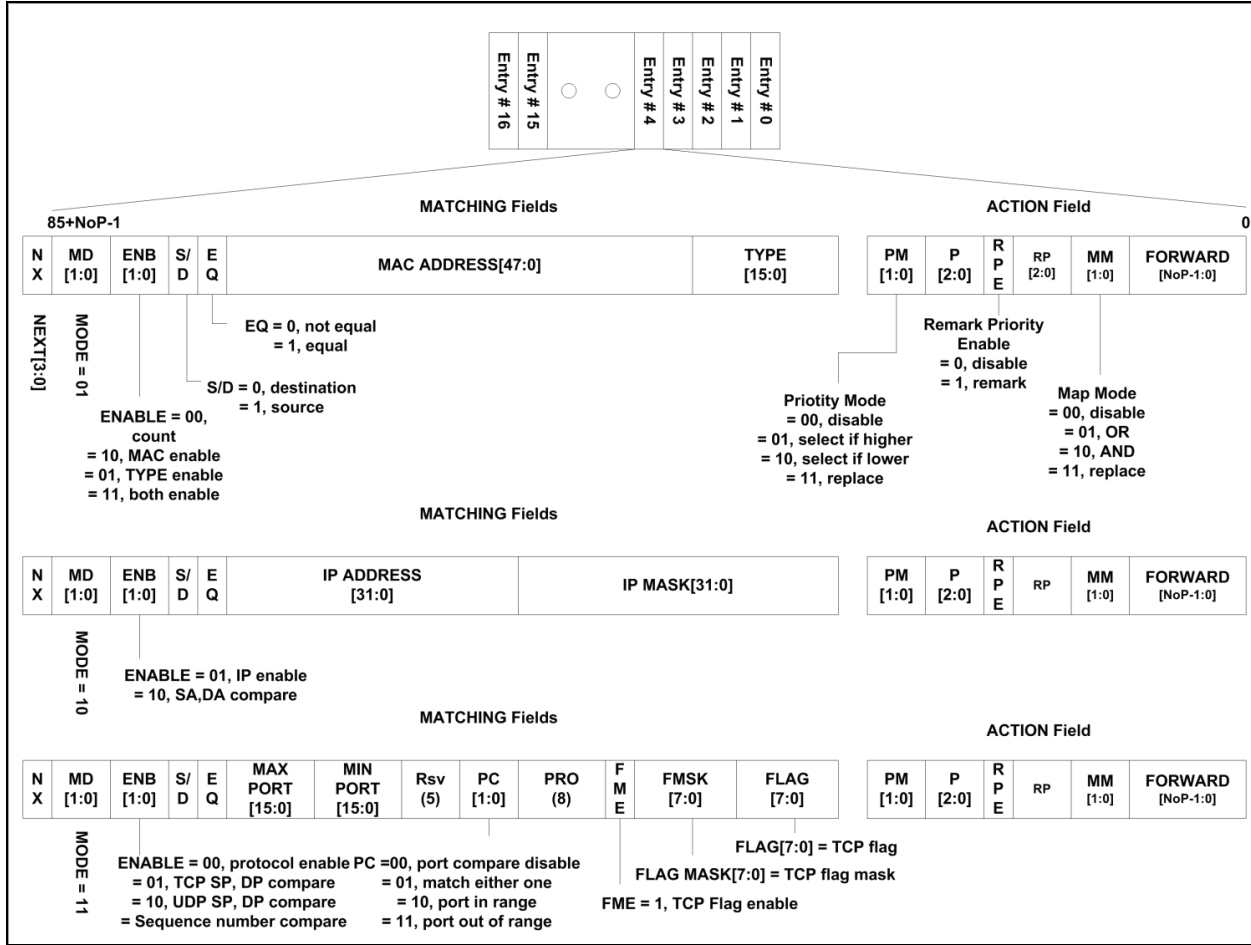 Entry # 16
Entry # 15
Entry # 4
Entry # 3
Entry # 2
Entry # 1
Entry # 0
MATCHING Fields
ACTION Field
85+NoP-1
0
N
X
MD
[1:0]
ENB
[1:0]
S/
D
E
Q
MAC ADDRESS[47:0]
TYPE
[15:0]
PM
[1:0]
P
[2:0]
R
P
E
RP
[2:0]
MM
[1:0]
FORWARD
[NoP-1:0]
NEXT[3:0]
MODE = 01
EQ = 0, not equal
= 1, equal
S/D = 0, destination
= 1, source
ENABLE = 00,
count
= 10, MAC enable
= 01, TYPE enable
= 11, both enable
Remark Priority
Enable
= 0, disable
= 1, remark
Priotity Mode
= 00, disable
= 01, select if higher
= 10, select if lower
= 11, replace
Map Mode
= 00, disable
= 01, OR
= 10, AND
= 11, replace
MATCHING Fields
ACTION Field
N
X
MD
[1:0]
ENB
[1:0]
S/
D
E
Q
IP ADDRESS
[31:0]
IP MASK[31:0]
PM
[1:0]
P
[2:0]
R
P
E
RP
MM
[1:0]
FORWARD
[NoP-1:0]
MODE = 10
ENABLE = 01, IP enable
= 10, SA,DA compare
MATCHING Fields
ACTION Field
N
X
MD
[1:0]
ENB
[1:0]
S/
D
E
Q
MAX
PORT
[15:0]
MIN
PORT
[15:0]
Rsv
(5)
PC
[1:0]
PRO
(8)
F
M
E
FMSK
[7:0]
FLAG
[7:0]
PM
[1:0]
P
[2:0]
R
P
E
RP
MM
[1:0]
FORWARD
[NoP-1:0]
MODE = 11
ENABLE = 00, protocol enable
= 01, TCP SP, DP compare
= 10, UDP SP, DP compare
= Sequence number compare
PC =00, port compare disable
= 01, match either one
= 10, port in range
= 11, port out of range
FLAG[7:0] = TCP flag
FLAG MASK[7:0] = TCP flag mask
FME = 1, TCP Flag enable